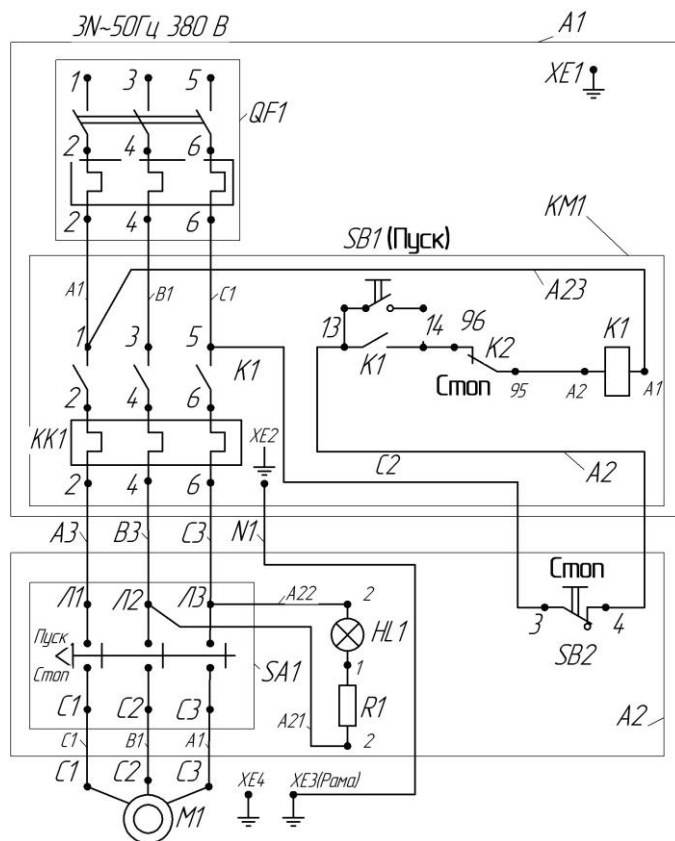 3N~50Гц 380 В
A1
1 3 5
XE1
QF1
2 4 6
2 4 6
KM1
SB1 (Пуск)
A1 B1 C1
A23
1 3 5
13 14 96 K1
K1 K2
K1
Стоп 95 A2 A1
2 4 6
KK1
XE2
C2 A2
2 4 6
A3 B3 C3 N1
Стоп
Л1 Л2 Л3 A22 2
3 4
HL1
SB2
Пуск
1
Стоп
SA1
C1 C2 C3
A21 R1
A2
C1 B1 A1
2
C1 C2 C3
XE4 XE3(Рама)
M1